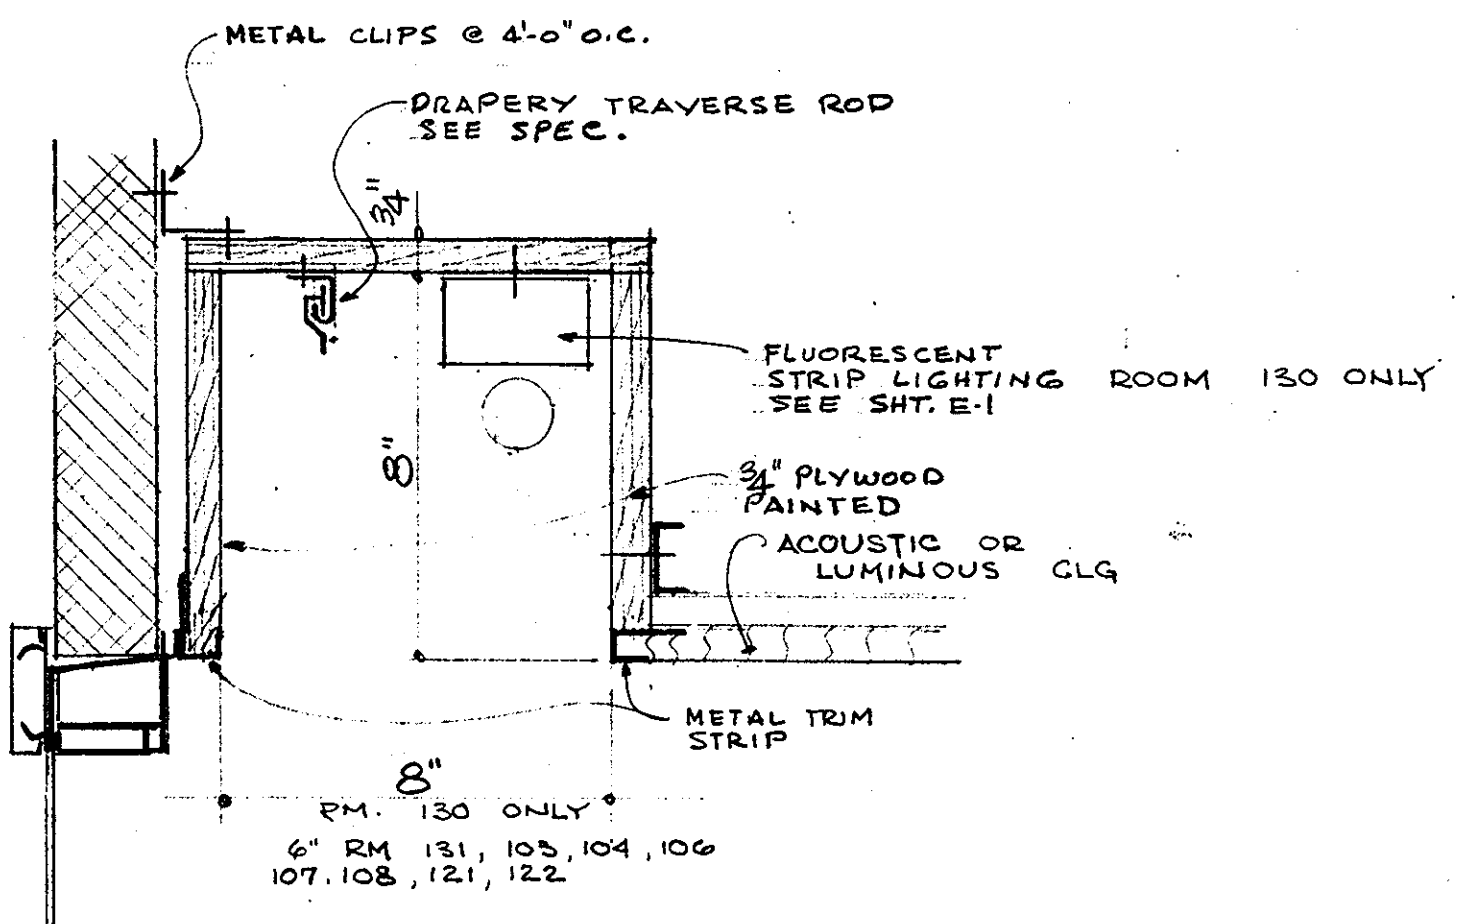 METAL CLIPS @ 4'-0" O.C.
DRAPERY TRAVERSE ROD
SEE SPEC.
3/4"
FLUORESCENT
STRIP LIGHTING ROOM 130 ONLY
SEE SHT. E-1
8"
3/4" PLYWOOD
PAINTED
ACOUSTIC OR
LUMINOUS CLG
METAL TRIM
STRIP
8"
RM. 130 ONLY
6" RM 131, 103, 104, 106
107. 108, 121, 122